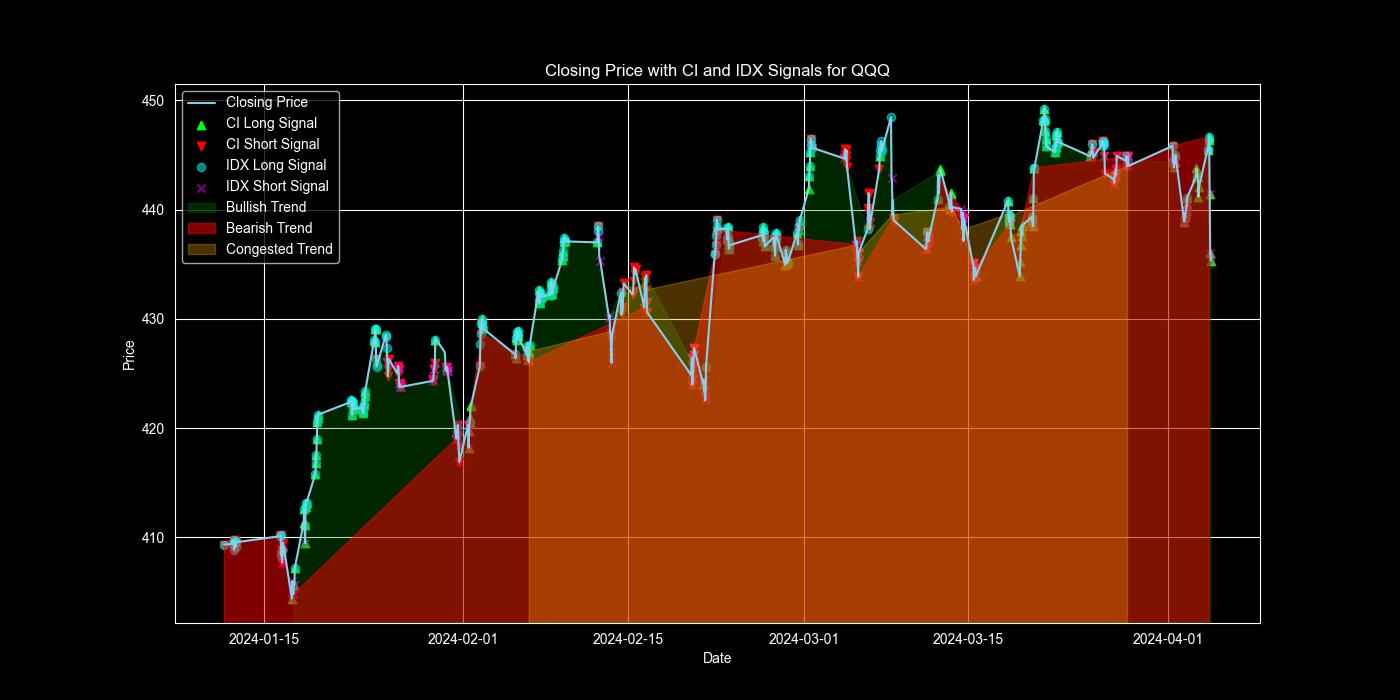 Closing Price with CI and IDX Signals for QQQ
450
440
430
420
410
Price
Closing Price
CI Long Signal
CI Short Signal
IDX Long Signal
IDX Short Signal
Bullish Trend
Bearish Trend
Congested Trend
2024-01-15
2024-02-01
2024-02-15
2024-03-01
2024-03-15
2024-04-01
Date